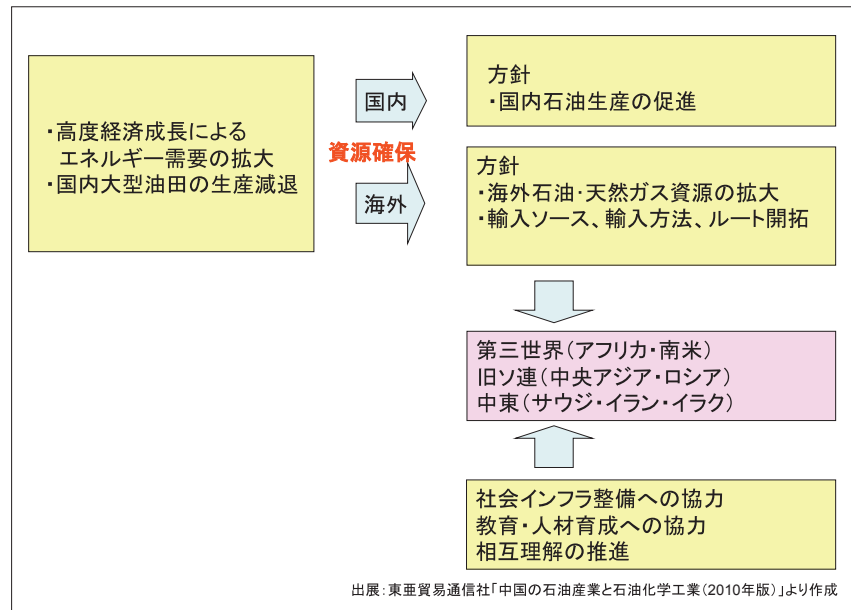 ・高度経済成長による
エネルギー需要の拡大
・国内大型油田の生産減退
国内
資源確保
海外
方針
・国内石油生産の促進
方針
・海外石油・天然ガス資源の拡大
・輸入ソース、輸入方法、ルート開拓
第三世界(アフリカ・南米)
旧ソ連(中央アジア・ロシア)
中東(サウジ・イラン・イラク)
社会インフラ整備への協力
教育・人材育成への協力
相互理解の推進
出展:東亜貿易通信社「中国の石油産業と石油化学工業(2010年版)」より作成